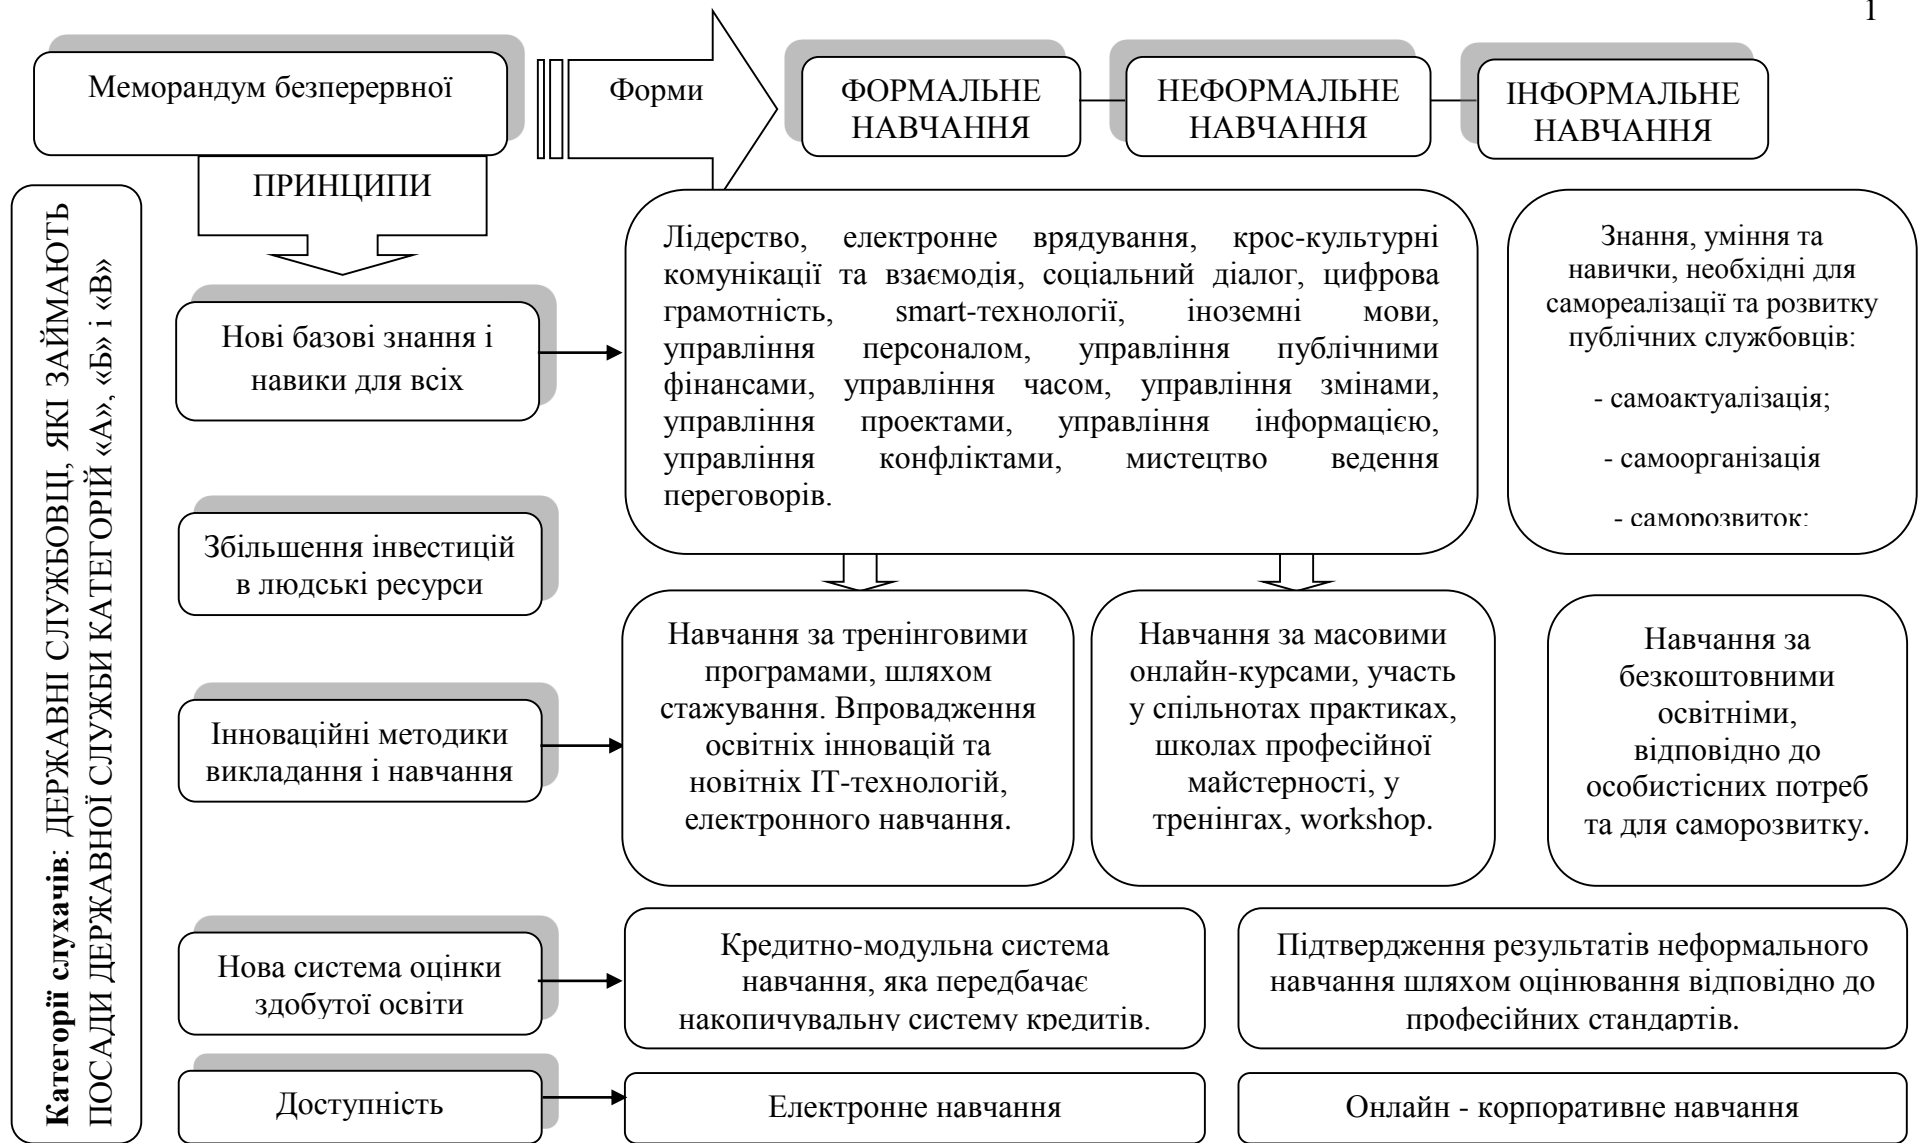 1
Меморандум безперервної
Форми
ФОРМАЛЬНЕ
НАВЧАННЯ
НЕФОРМАЛЬНЕ
НАВЧАННЯ
ІНФОРМАЛЬНЕ
НАВЧАННЯ
ПРИНЦИПИ
Категорії слухачів: ДЕРЖАВНІ СЛУЖБОВЦІ, ЯКІ ЗАЙМАЮТЬ
ПОСАДИ ДЕРЖАВНОЇ СЛУЖБИ КАТЕГОРІЙ «А», «Б» і «В»
Нові базові знання і
навики для всіх
Лідерство, електронне врядування, крос-культурні
комунікації та взаємодія, соціальний діалог, цифрова
грамотність, smart-технології, іноземні мови,
управління персоналом, управління публічними
фінансами, управління часом, управління змінами,
управління проектами, управління інформацією,
управління конфліктами, мистецтво ведення
переговорів.
Знання, уміння та
навички, необхідні для
самореалізації та розвитку
публічних службовців:
- самоактуалізація;
- самоорганізація
- саморозвиток;
Збільшення інвестицій
в людські ресурси
Інноваційні методики
викладання і навчання
Навчання за тренінговими
програмами, шляхом
стажування. Впровадження
освітніх інновацій та
новітніх ІТ-технологій,
електронного навчання.
Навчання за масовими
онлайн-курсами, участь
у спільнотах практиках,
школах професійної
майстерності, у
тренінгах, workshop.
Навчання за
безкоштовними
освітніми,
відповідно до
особистісних потреб
та для саморозвитку.
Нова система оцінки
здобутої освіти
Кредитно-модульна система
навчання, яка передбачає
накопичувальну систему кредитів.
Підтвердження результатів неформального
навчання шляхом оцінювання відповідно до
професійних стандартів.
Доступність
Електронне навчання
Онлайн - корпоративне навчання